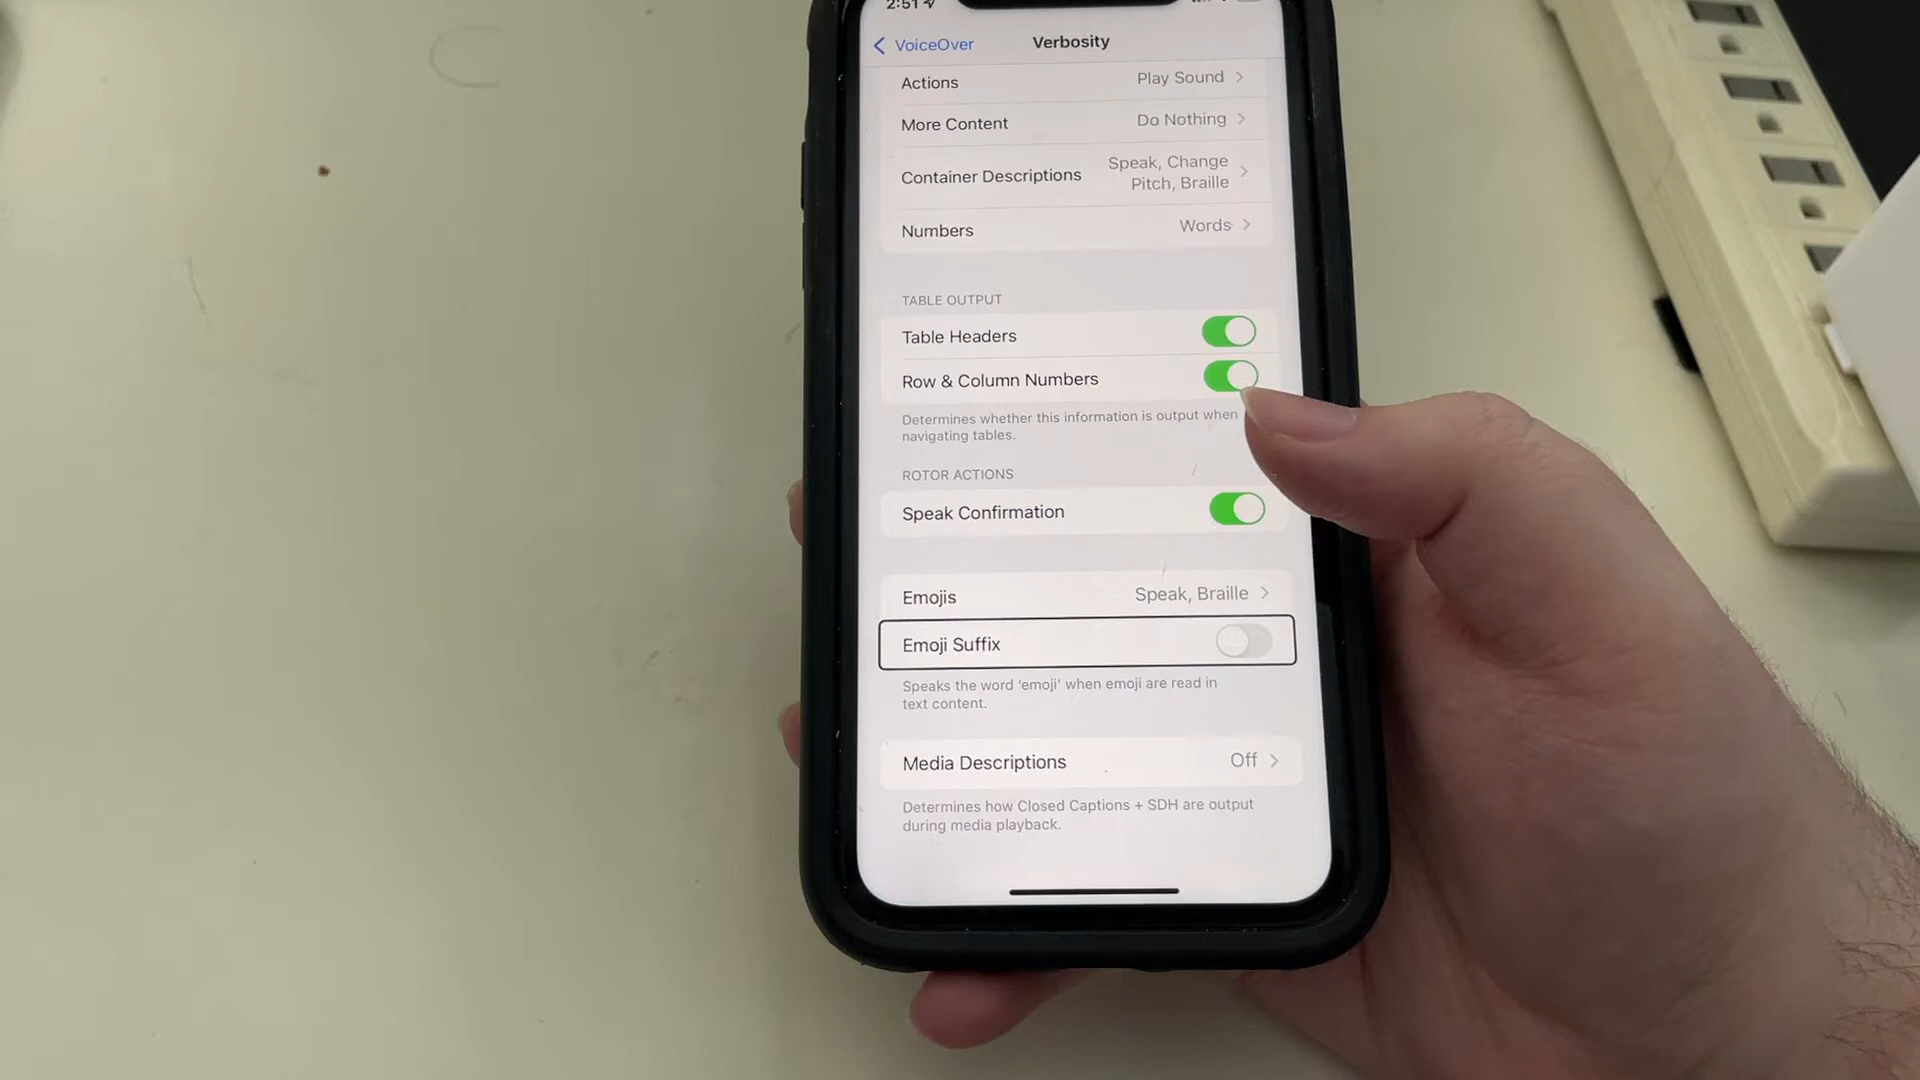 2:51
VoiceOver
Verbosity
Actions
Play Sound
More Content
Do Nothing
Container Descriptions
Speak, Change
Pitch, Braille
Numbers
Words
TABLE OUTPUT
Table Headers
Row & Column Numbers
Determines whether this information is output when
navigating tables.
ROTOR ACTIONS
Speak Confirmation
Emojis
Speak, Braille
Emoji Suffix
Speaks the word ‘emoji’ when emoji are read in
text content.
Media Descriptions
Off
Determines how Closed Captions + SDH are output
during media playback.